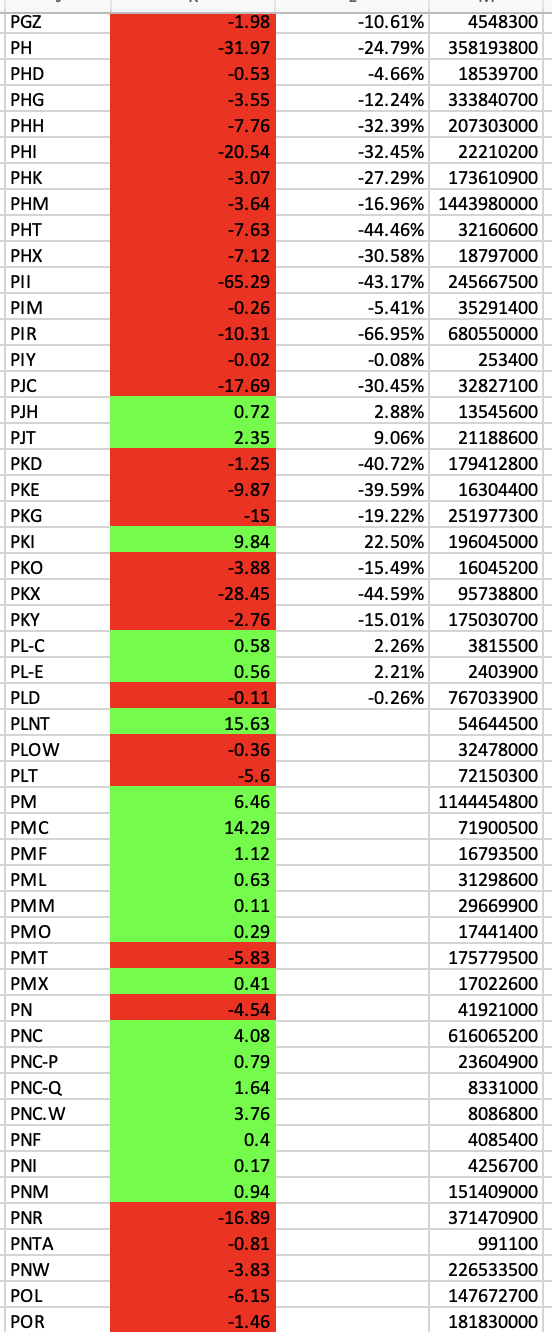 PGZ -1.98 -10.61% 4548300
PH -31.97 -24.79% 358193800
PHD -0.53 -4.66% 18539700
PHG -3.55 -12.24% 333840700
PHH -7.76 -32.39% 207303000
PHI -20.54 -32.45% 22210200
PHK -3.07 -27.29% 173610900
PHM -3.64 -16.96% 1443980000
PHT -7.63 -44.46% 32160600
PHX -7.12 -30.58% 18797000
PII -65.29 -43.17% 245667500
PIM -0.26 -5.41% 35291400
PIR -10.31 -66.95% 680550000
PIY -0.02 -0.08% 253400
PJC -17.69 -30.45% 32827100
PJH 0.72 2.88% 13545600
PJT 2.35 9.06% 21188600
PKD -1.25 -40.72% 179412800
PKE -9.87 -39.59% 16304400
PKG -15 -19.22% 251977300
PKI 9.84 22.50% 196045000
PKO -3.88 -15.49% 16045200
PKX -28.45 -44.59% 95738800
PKY -2.76 -15.01% 175030700
PL-C 0.58 2.26% 3815500
PL-E 0.56 2.21% 2403900
PLD -0.11 -0.26% 767033900
PLNT 15.63 54644500
PLOW -0.36 32478000
PLT -5.6 72150300
PM 6.46 1144454800
PMC 14.29 71900500
PMF 1.12 16793500
PML 0.63 31298600
PMM 0.11 29669900
PMO 0.29 17441400
PMT -5.83 175779500
PMX 0.41 17022600
PN -4.54 41921000
PNC 4.08 616065200
PNC-P 0.79 23604900
PNC-Q 1.64 8331000
PNC.W 3.76 8086800
PNF 0.4 4085400
PNI 0.17 4256700
PNM 0.94 151409000
PNR -16.89 371470900
PNTA -0.81 991100
PNW -3.83 226533500
POL -6.15 147672700
POR -1.46 181830000